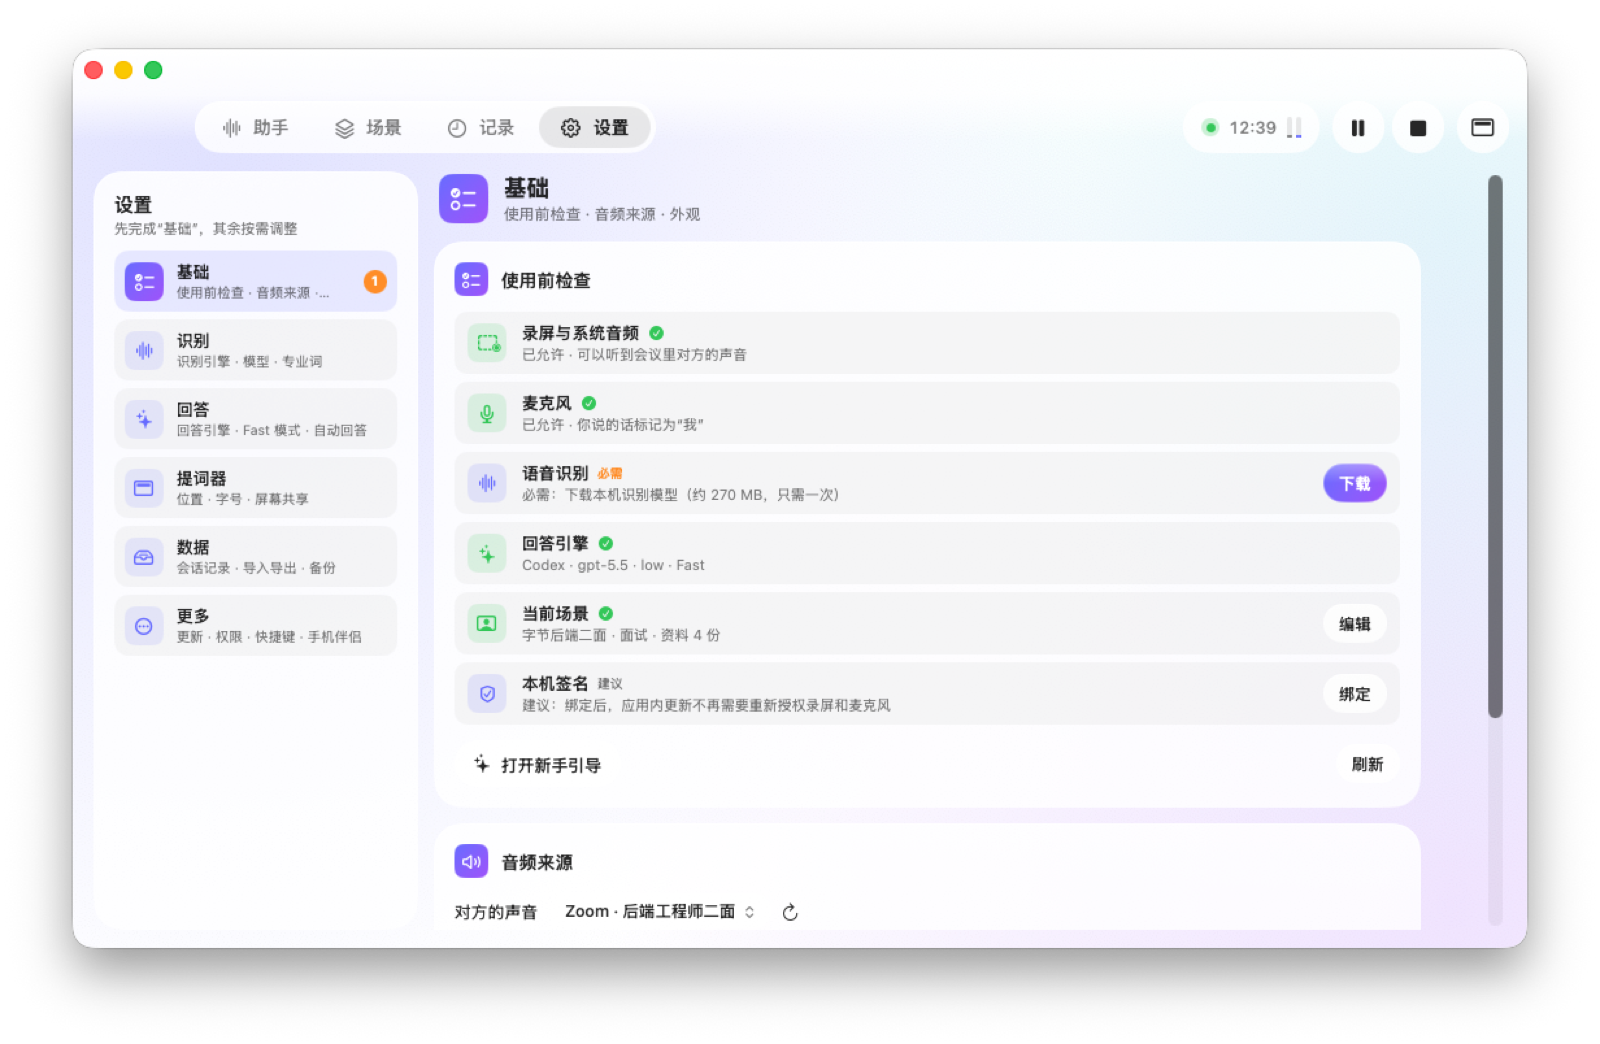 助手
场景
记录
设置
12:39
设置
先完成“基础”，其余按需调整
基础
使用前检查 · 音频来源 ·...
1
识别
识别引擎 · 模型 · 专业词
回答
回答引擎 · Fast 模式 · 自动回答
提词器
位置 · 字号 · 屏幕共享
数据
会话记录 · 导入导出 · 备份
更多
更新 · 权限 · 快捷键 · 手机伴侣
基础
使用前检查 · 音频来源 · 外观
使用前检查
录屏与系统音频
已允许 · 可以听到会议里对方的声音
麦克风
已允许 · 你说的话标记为“我”
语音识别 必需
必需：下载本机识别模型（约 270 MB，只需一次）
下载
回答引擎
Codex · gpt-5.5 · low · Fast
当前场景
字节后端二面 · 面试 · 资料 4 份
编辑
本机签名 建议
建议：绑定后，应用内更新不再需要重新授权录屏和麦克风
绑定
打开新手引导
刷新
音频来源
对方的声音 Zoom · 后端工程师二面